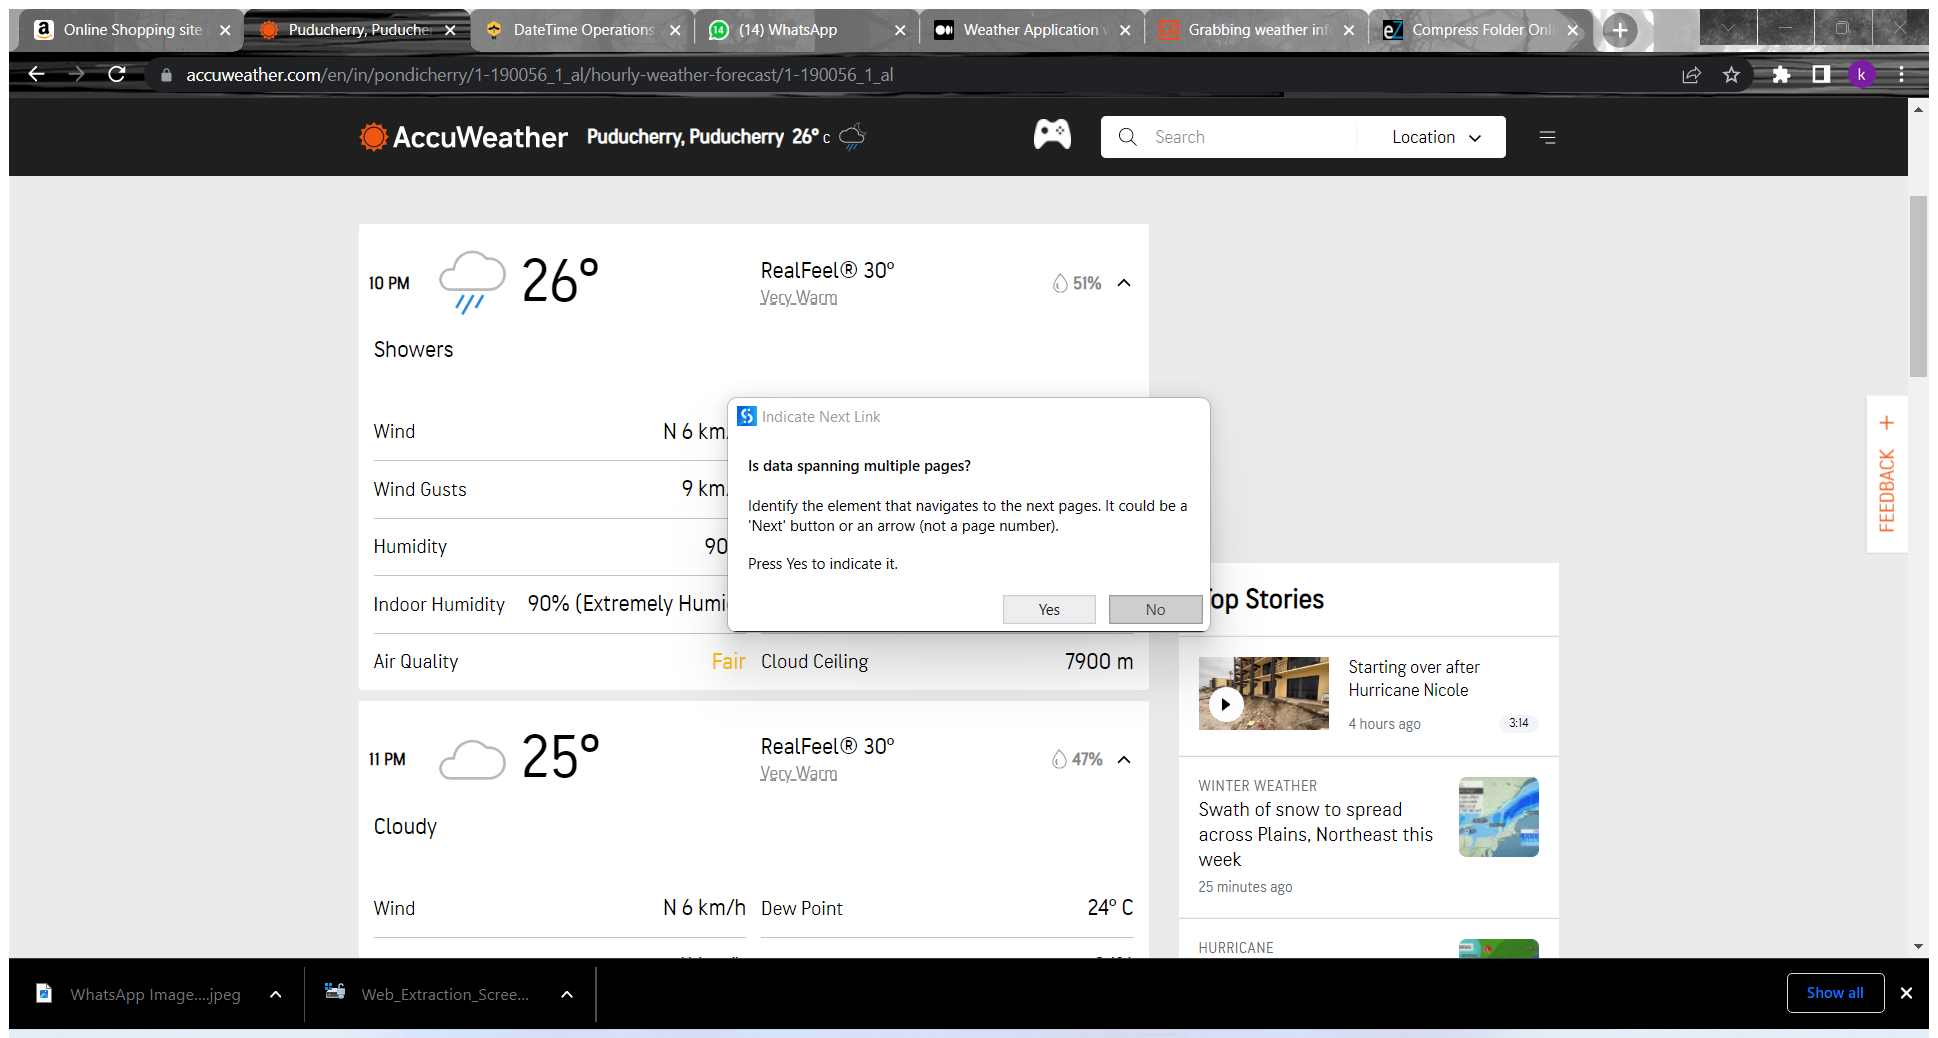 Online Shopping site
Puducherry, Puducher
DateTime Operations
(14) WhatsApp
Weather Application
Grabbing weather inf
Compress Folder Onli
accuweather.com/en/in/pondicherry/1-190056_1_al/hourly-weather-forecast/1-190056_1_al
k
AccuWeather
Puducherry, Puducherry 26° C
Search
Location
10 PM
26°
RealFeel® 30°
Very Warm
51%
Showers
Wind
N 6 km/
Wind Gusts
9 km/
Humidity
90
Indoor Humidity
90% (Extremely Humi
Air Quality
Fair
Cloud Ceiling
7900 m
Indicate Next Link
Is data spanning multiple pages?
Identify the element that navigates to the next pages. It could be a
'Next' button or an arrow (not a page number).
Press Yes to indicate it.
Yes
No
FEEDBACK
Top Stories
Starting over after
Hurricane Nicole
4 hours ago
3:14
WINTER WEATHER
Swath of snow to spread
across Plains, Northeast this
week
25 minutes ago
HURRICANE
11 PM
25°
RealFeel® 30°
Very Warm
47%
Cloudy
Wind
N 6 km/h
Dew Point
24° C
WhatsApp Image....jpeg
Web_Extraction_Scree...
Show all